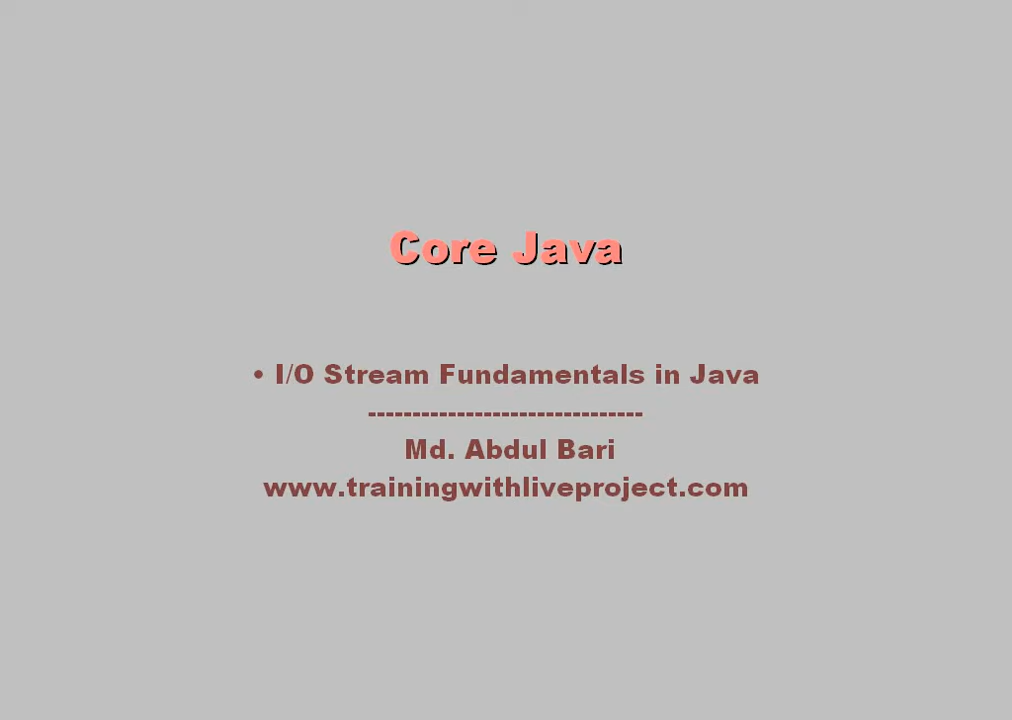 Core Java
• I/O Stream Fundamentals in Java
-------------------------------
Md. Abdul Bari
www.trainingwithliveproject.com